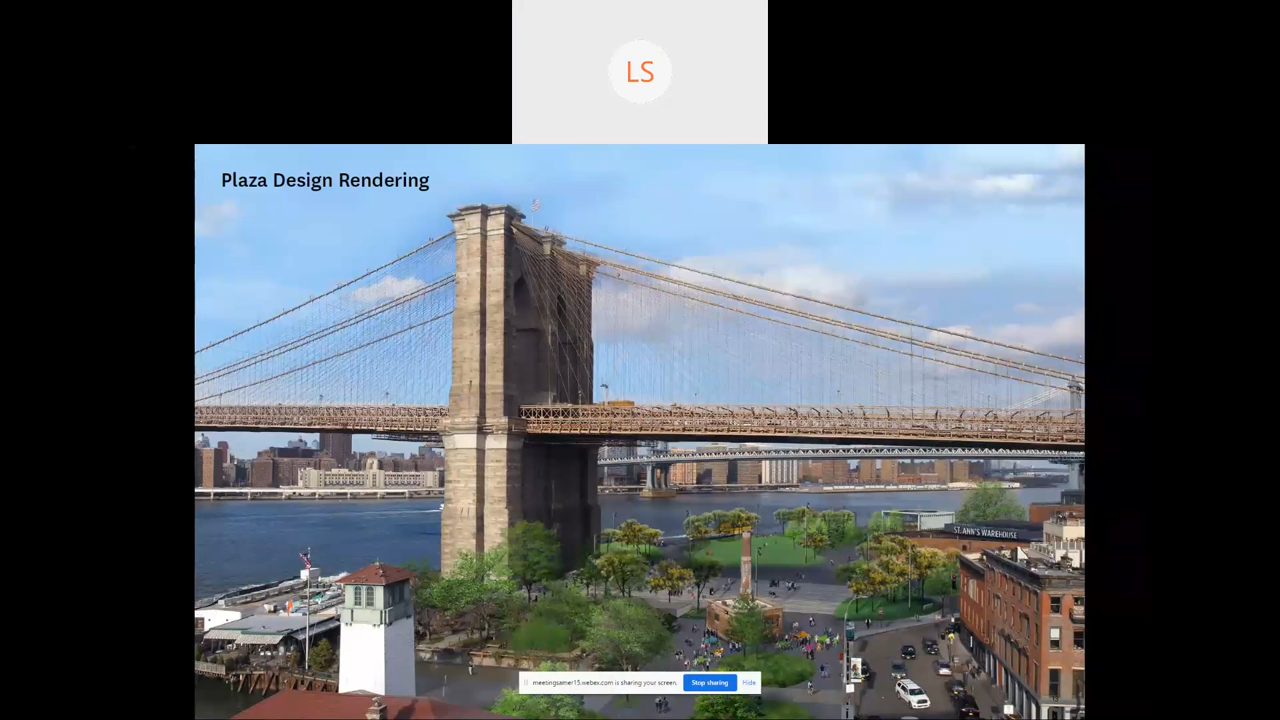 LS
Plaza Design Rendering
ST. ANN'S WAREHOUSE
meetingsamer15.webex.com is sharing your screen.
Stop sharing
Hide